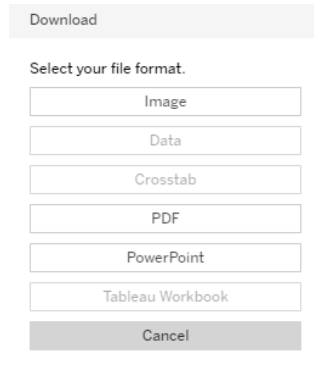 Download
Select your file format.
Image
Data
Crosstab
PDF
PowerPoint
Tableau Workbook
Cancel